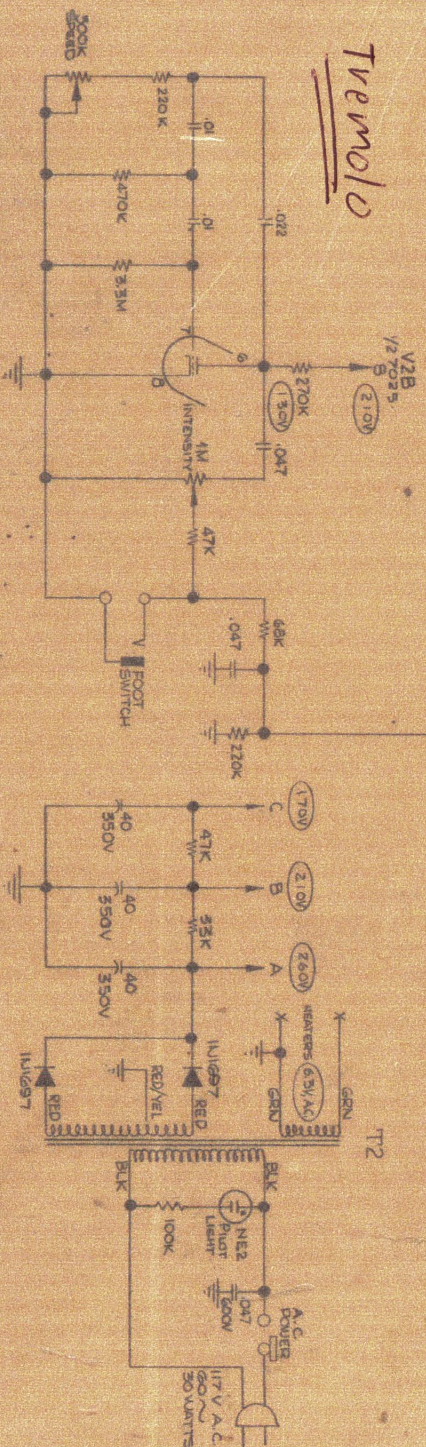 Tremolo
V2B
1/2 7025
B
210V
270K
130V
.022
.01
.01
220K
500K
SPEED
470K
3.3M
7
6
8
.047
1M
INTENSITY
47K
68K
.047
220K
FOOT
SWITCH
170V
210V
260V
C
B
A
47K
33K
40
350V
40
350V
40
350V
HEATERS
6.3V AC
GRN
GRN
T2
1N1697
1N1697
RED
RED/YEL
RED
BLK
BLK
NE2
PILOT
LIGHT
100K
.047
600V
A.C.
POWER
117 V A.C.
60~
30 WATTS